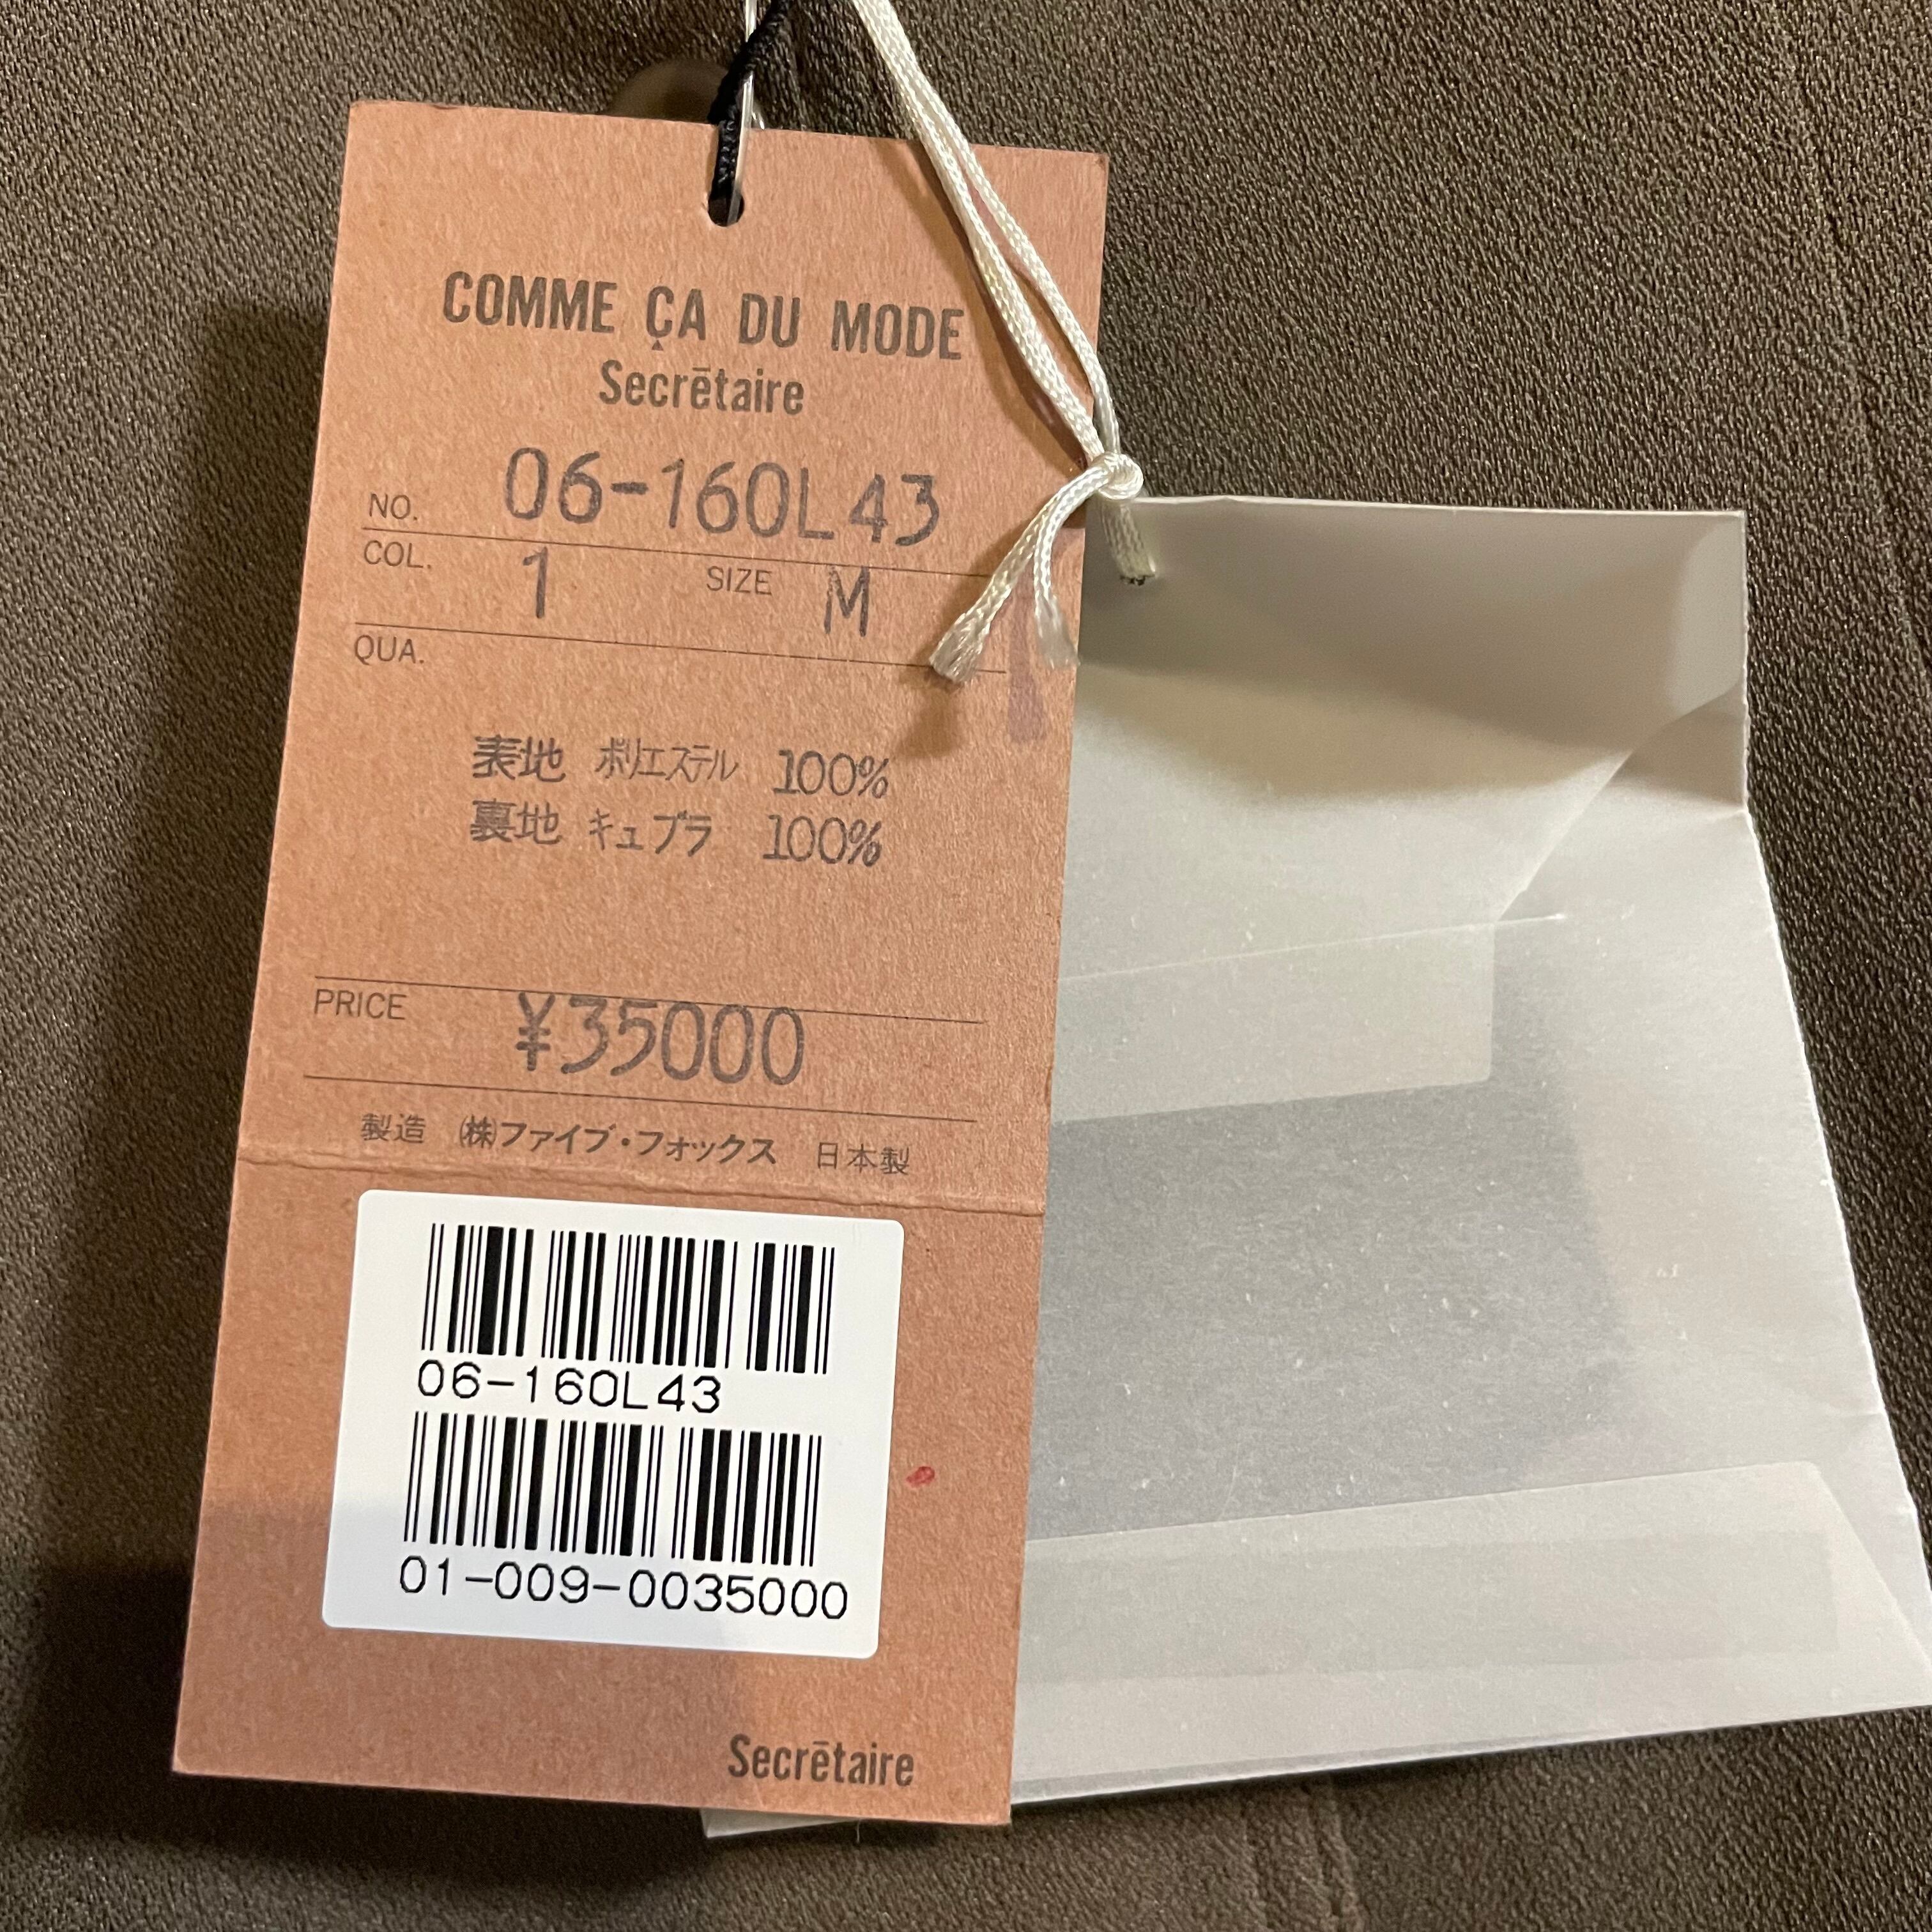 COMME ÇA DU MODE
Secrētaire
NO. 06-160L43
COL. 1 SIZE M
QUA.
表地 ポリエステル 100%
裏地 キュプラ 100%
PRICE ¥35000
製造 ㈱ファイブ・フォックス 日本製
06-160L43
01-009-0035000
Secrētaire